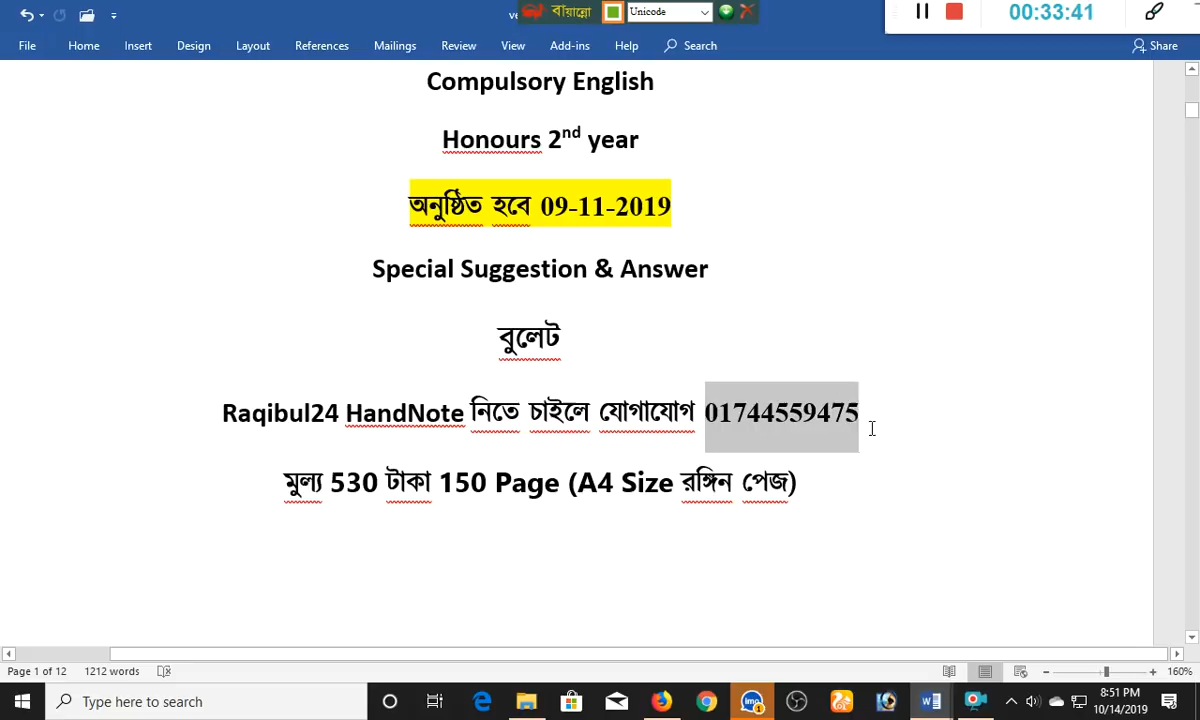 বায়ান্নো Unicode 00:33:41
File Home Insert Design Layout References Mailings Review View Add-ins Help Search Share
Compulsory English
Honours 2nd year
অনুষ্ঠিত হবে 09-11-2019
Special Suggestion & Answer
বুলেট
Raqibul24 HandNote নিতে চাইলে যোগাযোগ 01744559475
মুল্য 530 টাকা 150 Page (A4 Size রঙ্গিন পেজ)
Page 1 of 12 1212 words 160%
Type here to search 8:51 PM
10/14/2019